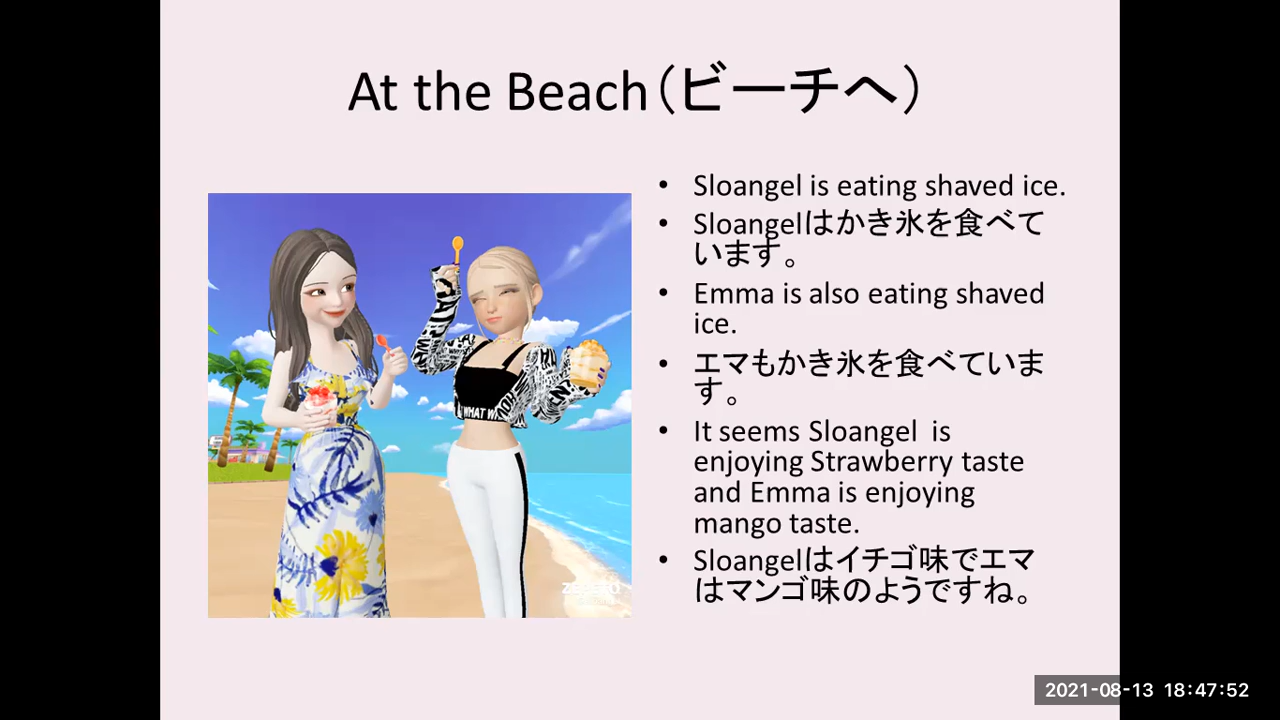 At the Beach(ビーチへ)
• Sloangel is eating shaved ice.
• Sloangelはかき氷を食べて
います。
• Emma is also eating shaved
ice.
• エマもかき氷を食べていま
す。
• It seems Sloangel is
enjoying Strawberry taste
and Emma is enjoying
mango taste.
• Sloangelはイチゴ味でエマ
はマンゴ味のようですね。
WHAT
ZEPETO
2021-08-13 18:47:52